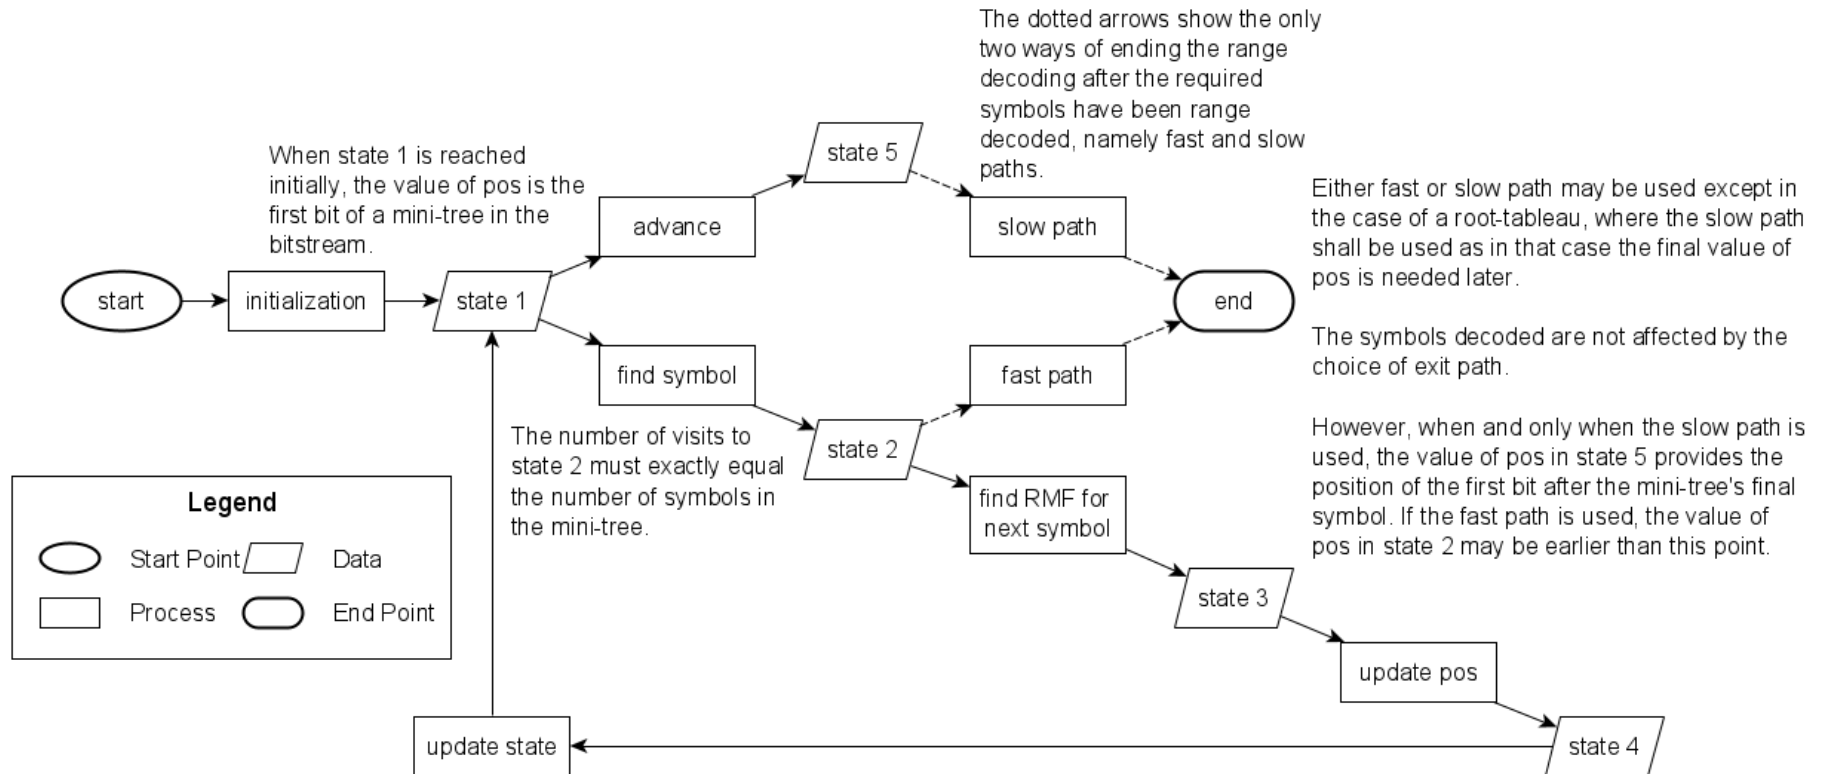 The dotted arrows show the only
two ways of ending the range
decoding after the required
symbols have been range
decoded, namely fast and slow
paths.
When state 1 is reached
initially, the value of pos is the
first bit of a mini-tree in the
bitstream.
state 5
Either fast or slow path may be used except in
the case of a root-tableau, where the slow path
shall be used as in that case the final value of
pos is needed later.
advance
slow path
start
initialization
state 1
end
The symbols decoded are not affected by the
choice of exit path.
find symbol
fast path
However, when and only when the slow path is
used, the value of pos in state 5 provides the
position of the first bit after the mini-tree's final
symbol. If the fast path is used, the value of
pos in state 2 may be earlier than this point.
The number of visits to
state 2 must exactly equal
the number of symbols in
the mini-tree.
state 2
find RMF for
next symbol
Legend
Start Point
Data
Process
End Point
state 3
update pos
update state
state 4